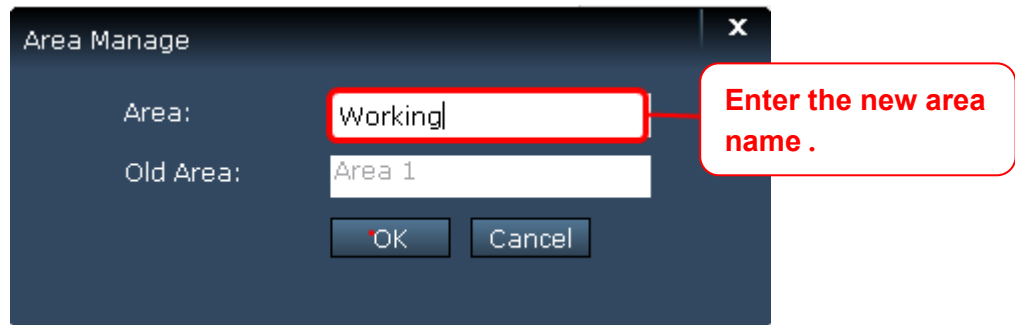 Area Manage
x
Area:
Working
Enter the new area
name .
Old Area:
Area 1
OK
Cancel